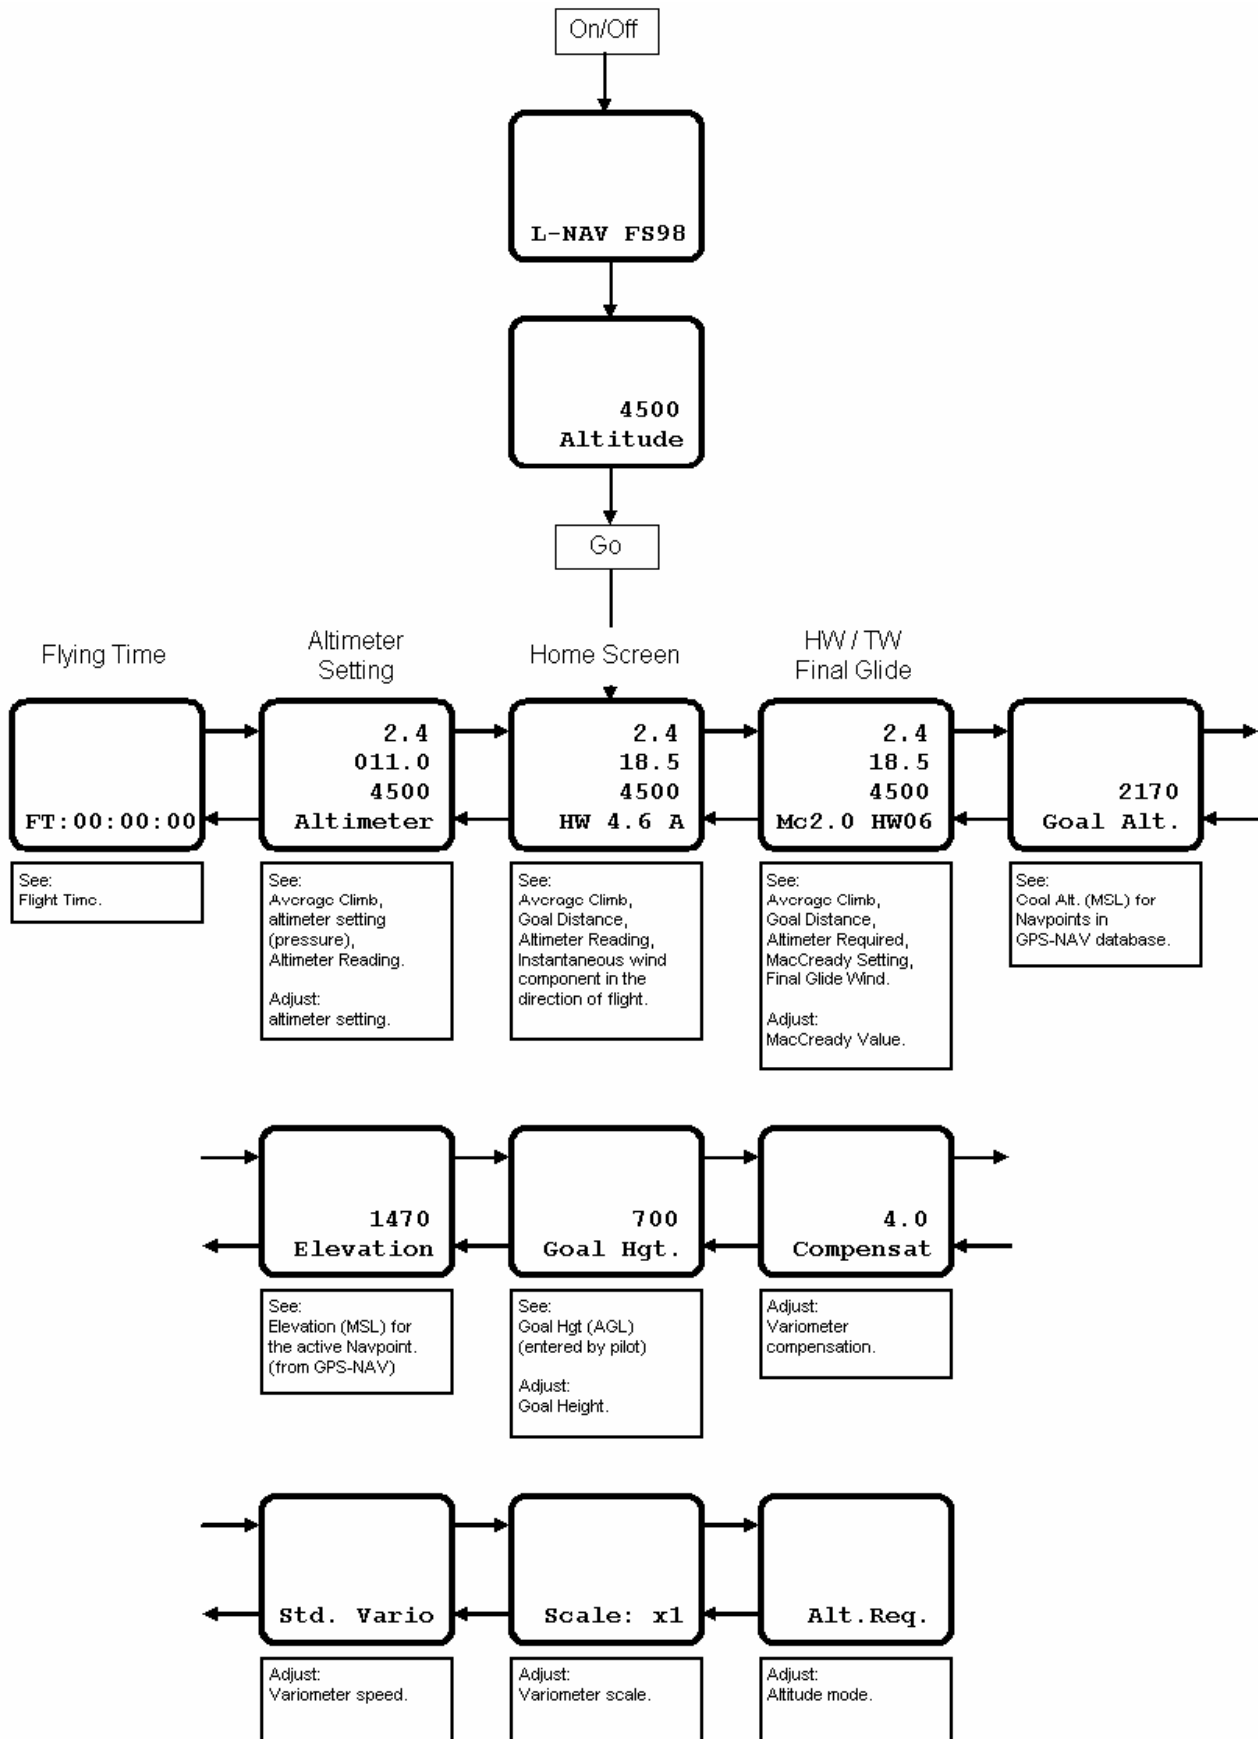 On/Off
L-NAV FS98
4500
Altitude
Go
Flying Time
Altimeter
Setting
Home Screen
HW / TW
Final Glide
FT:00:00:00
2.4
011.0
4500
Altimeter
2.4
18.5
4500
HW 4.6 A
2.4
18.5
4500
Mc2.0 HW06
2170
Goal Alt.
See:
Flight Time.
See:
Average Climb,
altimeter setting
(pressure),
Altimeter Reading.
Adjust:
altimeter setting.
See:
Average Climb,
Goal Distance,
Altimeter Reading,
Instantaneous wind
component in the
direction of flight.
See:
Average Climb,
Goal Distance,
Altimeter Required,
MacCready Setting,
Final Glide Wind.
Adjust:
MacCready Value.
See:
Goal Alt. (MSL) for
Navpoints in
GPS-NAV database.
1470
Elevation
700
Goal Hgt.
4.0
Compensat
See:
Elevation (MSL) for
the active Navpoint.
(from GPS-NAV)
See:
Goal Hgt (AGL)
(entered by pilot)
Adjust:
Goal Height.
Adjust:
Variometer
compensation.
Std. Vario
Scale: x1
Alt.Req.
Adjust:
Variometer speed.
Adjust:
Variometer scale.
Adjust:
Altitude mode.